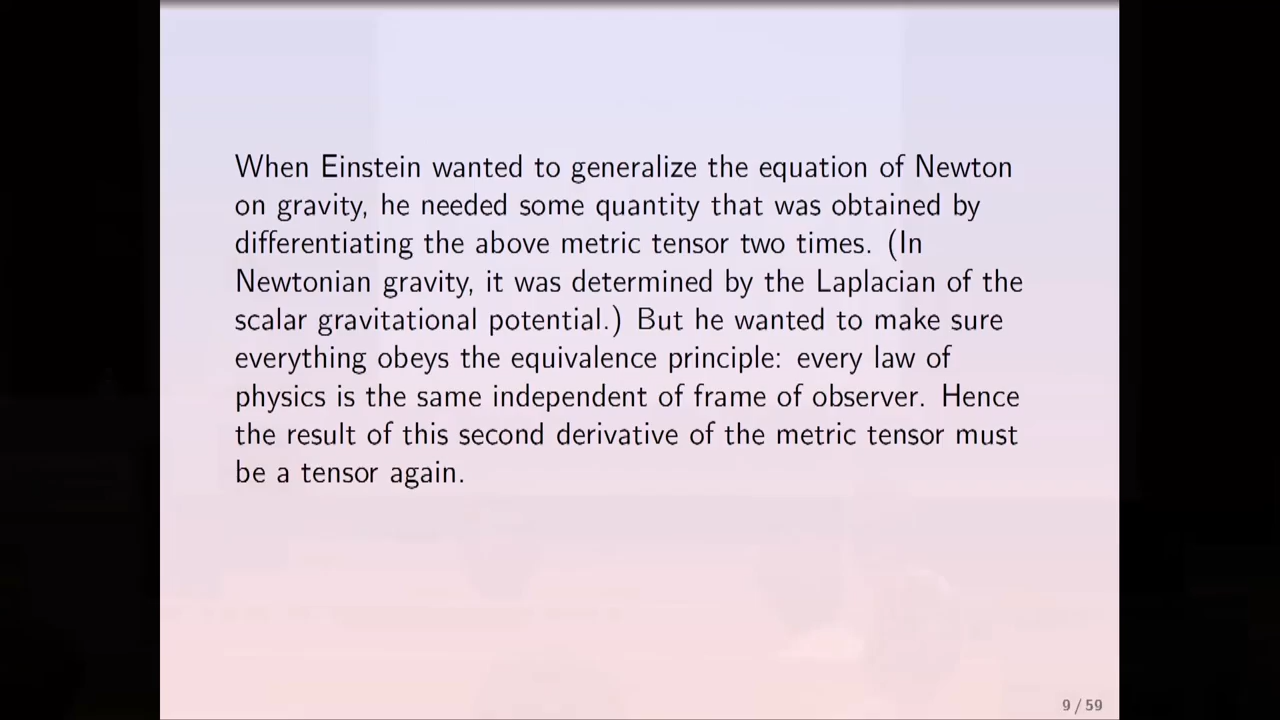 When Einstein wanted to generalize the equation of Newton
on gravity, he needed some quantity that was obtained by
differentiating the above metric tensor two times. (In
Newtonian gravity, it was determined by the Laplacian of the
scalar gravitational potential.) But he wanted to make sure
everything obeys the equivalence principle: every law of
physics is the same independent of frame of observer. Hence
the result of this second derivative of the metric tensor must
be a tensor again.
9 / 59